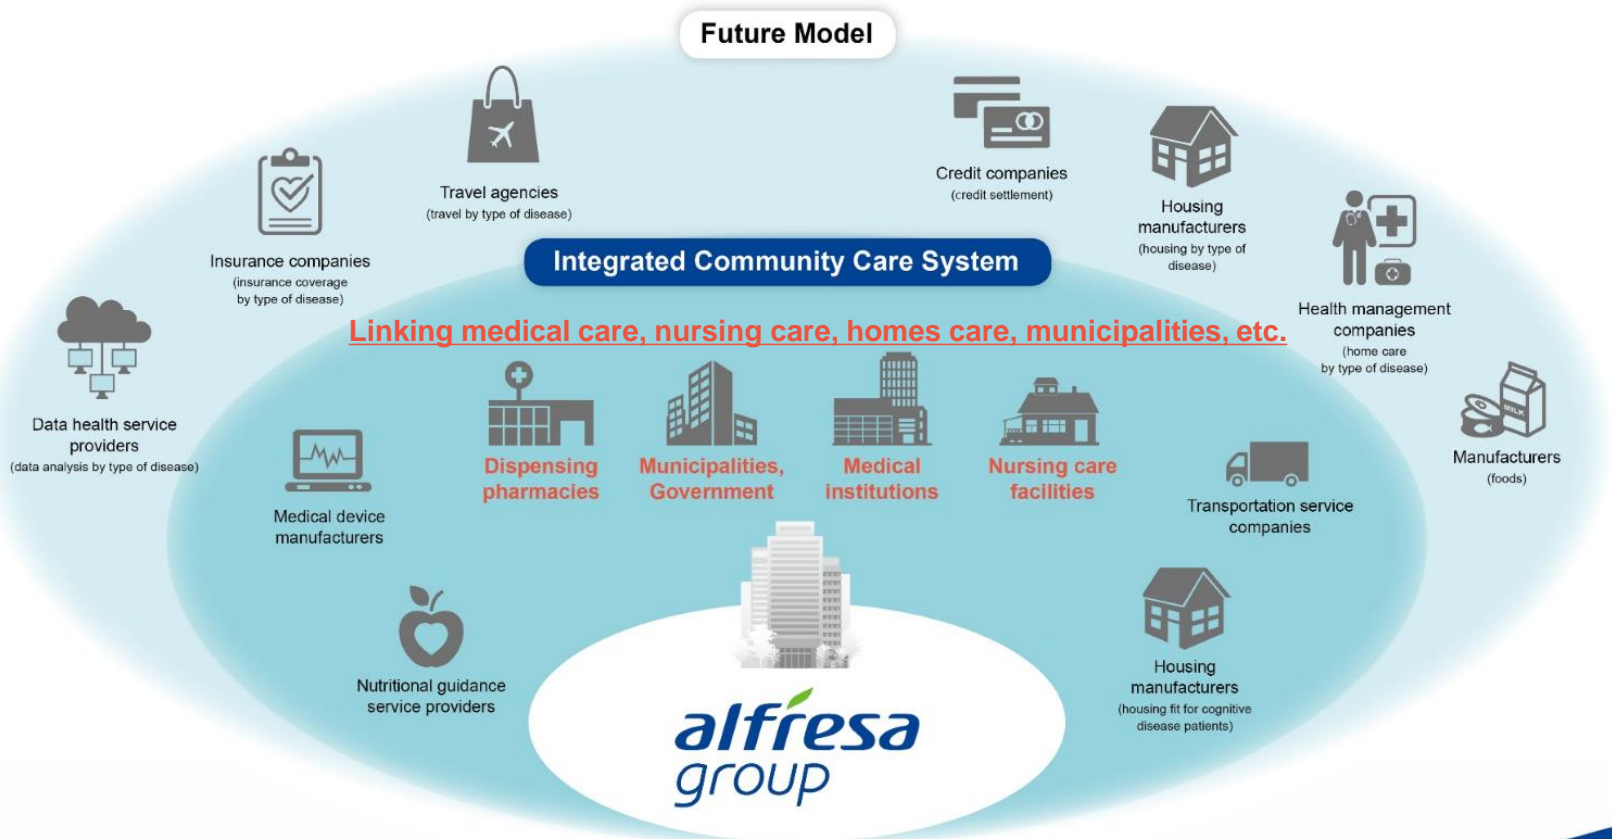 Future Model
Travel agencies
(travel by type of disease)
Credit companies
(credit settlement)
Housing
manufacturers
(housing by type of
disease)
Insurance companies
(insurance coverage
by type of disease)
Integrated Community Care System
Health management
companies
(home care
by type of disease)
Linking medical care, nursing care, homes care, municipalities, etc.
Data health service
providers
(data analysis by type of disease)
MILK
Manufacturers
(foods)
Dispensing
pharmacies
Municipalities,
Government
Medical
institutions
Nursing care
facilities
Medical device
manufacturers
Transportation service
companies
Nutritional guidance
service providers
Housing
manufacturers
(housing fit for cognitive
disease patients)
alfresa
group